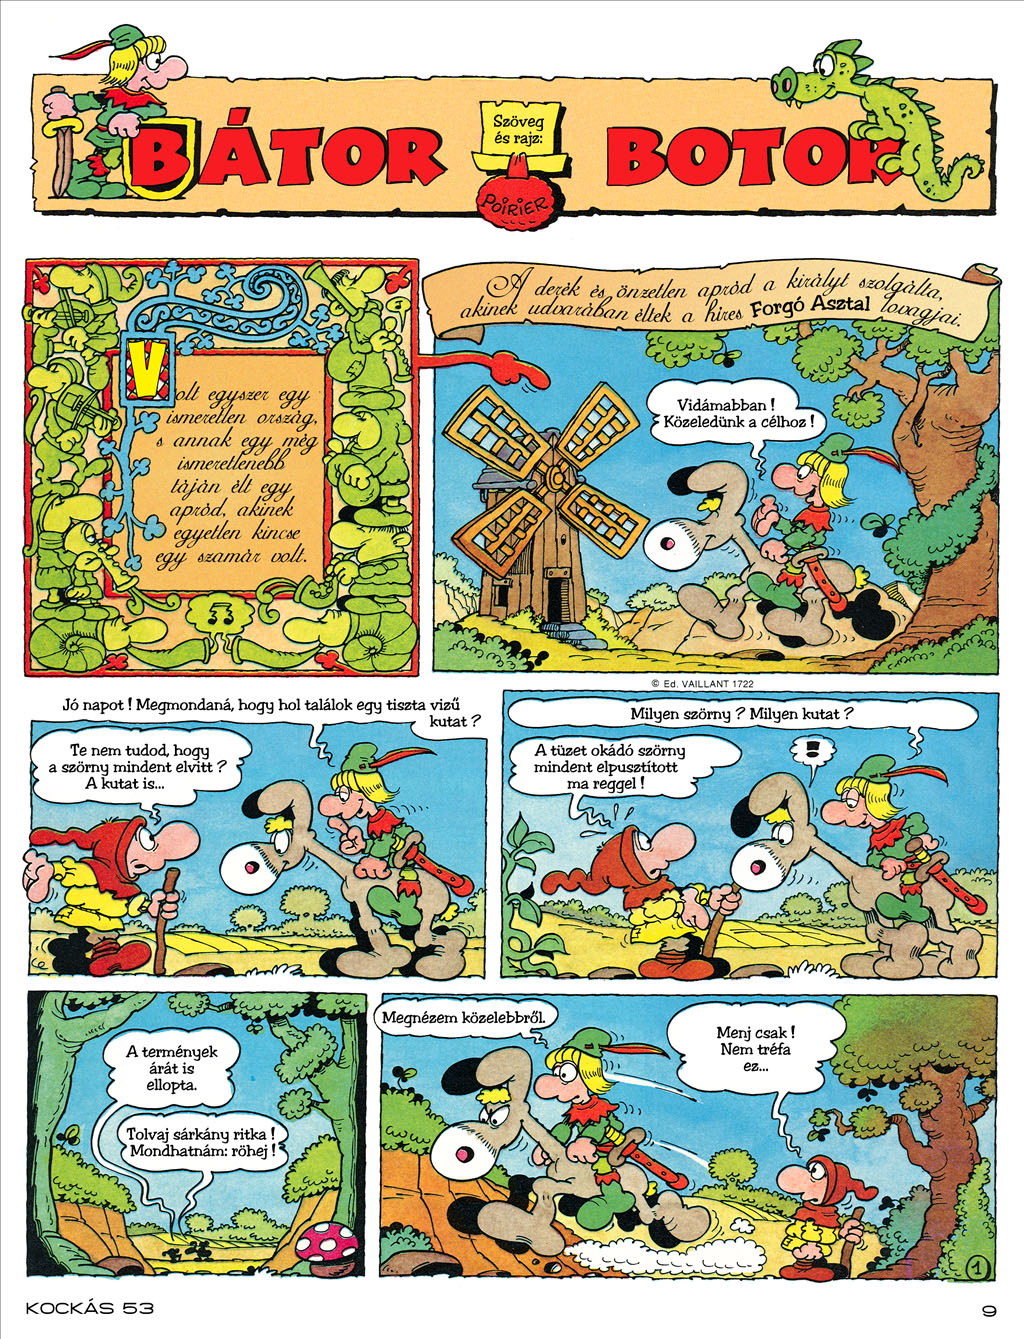 BÁTOR BOTOR
Szöveg
és rajz:
POIRIER
Volt egyszer egy
ismeretlen ország,
s annak egy még
ismeretlenebb
táján élt egy
apród, akinek
egyetlen kincse
egy szamár volt.
A derék és önzetlen apród a királyt szolgálta,
akinek udvarában éltek a híres Forgó Asztal lovagjai.
Vidámabban !
Közeledünk a célhoz !
© Ed. VAILLANT 1722
Jó napot ! Megmondaná, hogy hol találok egy tiszta vizű
kutat ?
Te nem tudod, hogy
a szörny mindent elvitt ?
A kutat is...
Milyen szörny ? Milyen kutat ?
A tüzet okádó szörny
mindent elpusztított
ma reggel !
!
A termények
árát is
ellopta.
Tolvaj sárkány ritka !
Mondhatnám: röhej !
Megnézem közelebbről.
Menj csak !
Nem tréfa
ez...
1
KOCKÁS 53
9